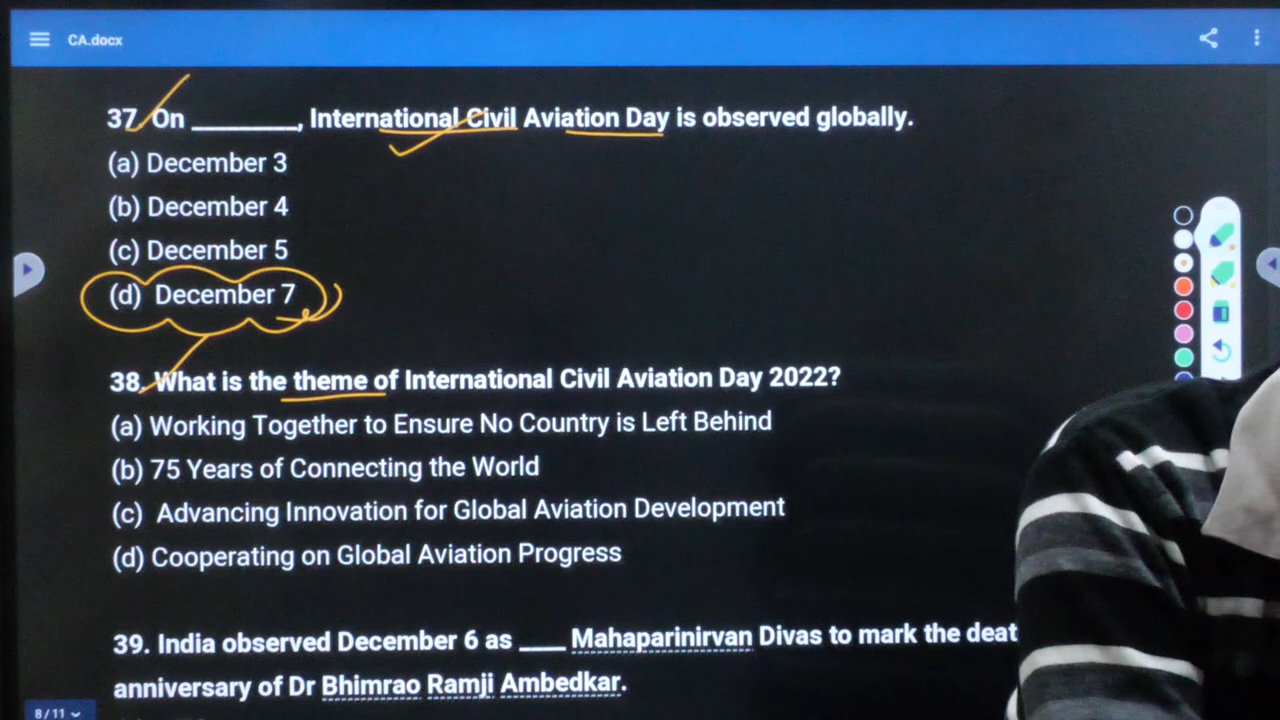 CA.docx
37. On ________, International Civil Aviation Day is observed globally.
(a) December 3
(b) December 4
(c) December 5
(d) December 7
38. What is the theme of International Civil Aviation Day 2022?
(a) Working Together to Ensure No Country is Left Behind
(b) 75 Years of Connecting the World
(c) Advancing Innovation for Global Aviation Development
(d) Cooperating on Global Aviation Progress
39. India observed December 6 as ____ Mahaparinirvan Divas to mark the deat
anniversary of Dr Bhimrao Ramji Ambedkar.
8/11